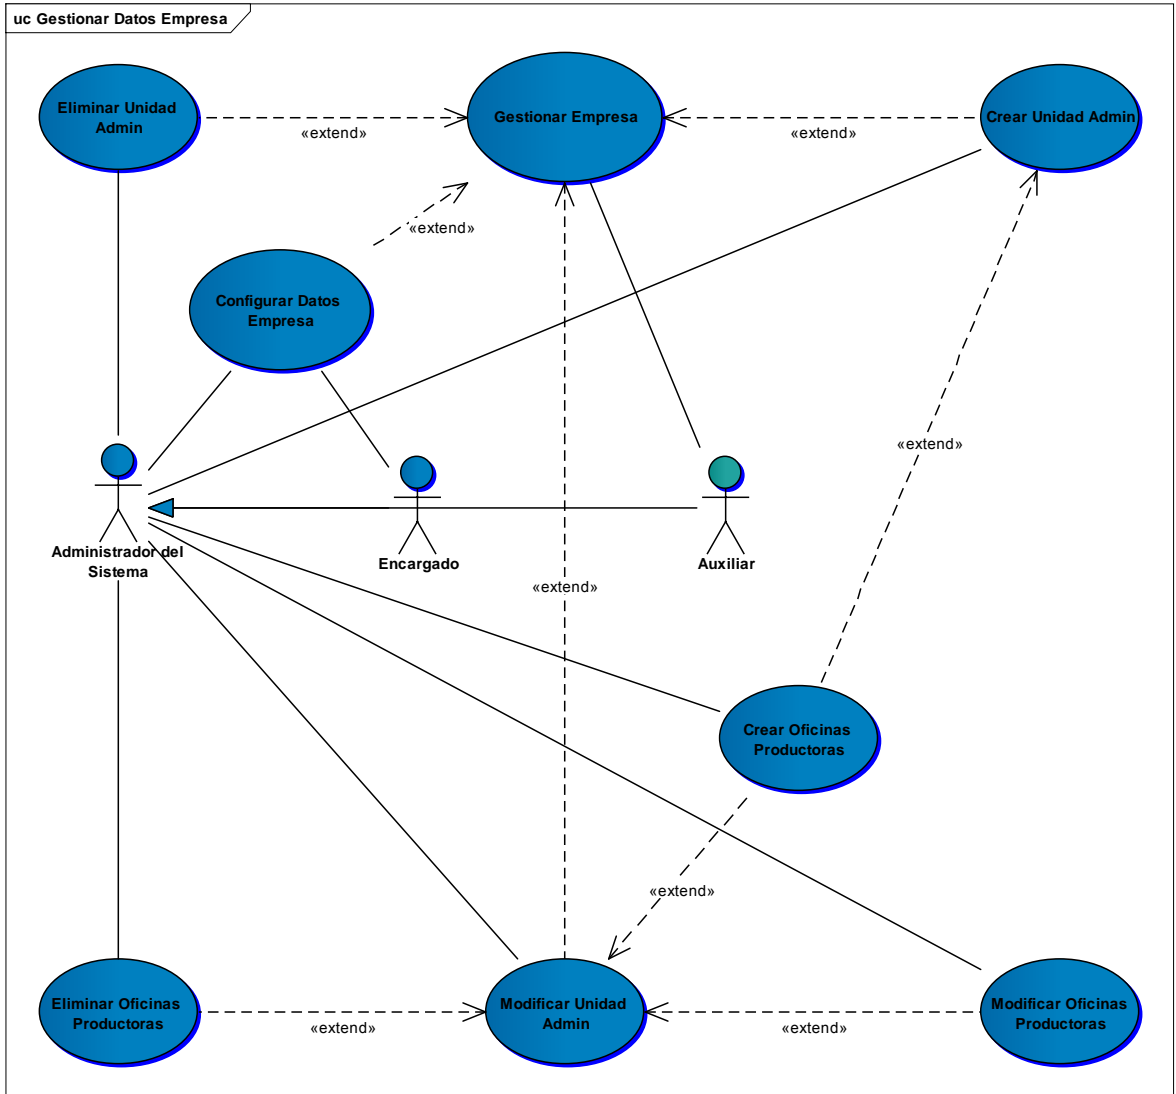 uc Gestionar Datos Empresa
Eliminar Unidad
Admin
«extend»
Gestionar Empresa
«extend»
Crear Unidad Admin
«extend»
Configurar Datos
Empresa
«extend»
Administrador del
Sistema
Encargado
Auxiliar
«extend»
Crear Oficinas
Productoras
«extend»
Eliminar Oficinas
Productoras
«extend»
Modificar Unidad
Admin
«extend»
Modificar Oficinas
Productoras